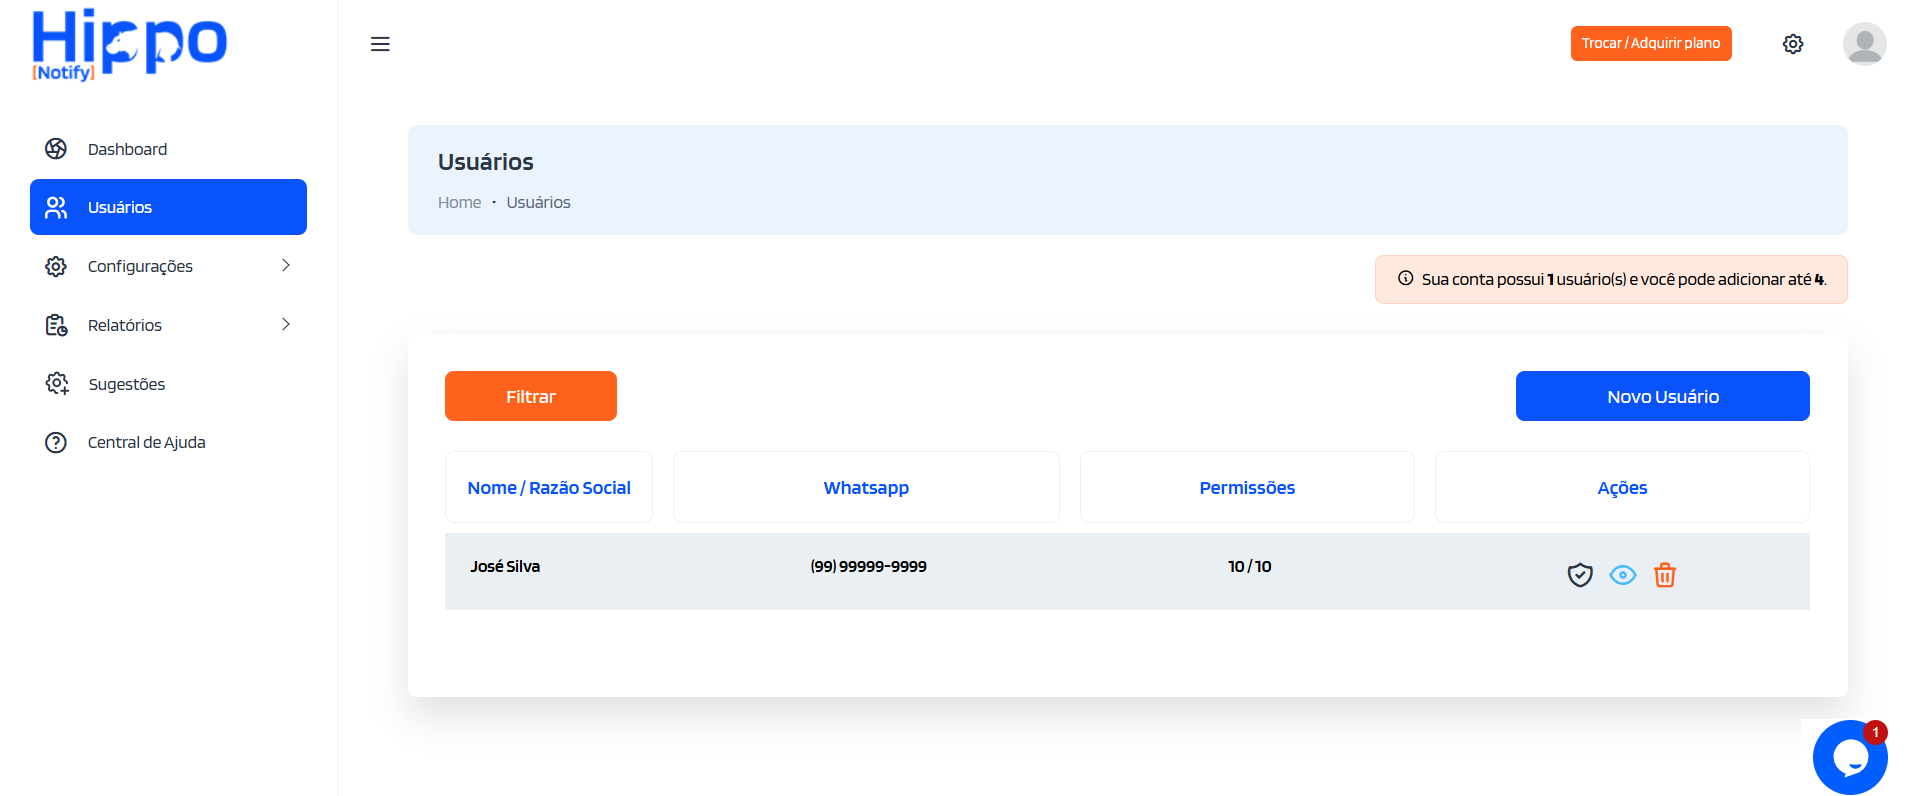 Hippo
[Notify]
Trocar / Adquirir plano
Dashboard
Usuários
Configurações
Relatórios
Sugestões
Central de Ajuda
Usuários
Home • Usuários
Sua conta possui 1 usuário(s) e você pode adicionar até 4.
Filtrar
Novo Usuário
Nome / Razão Social
Whatsapp
Permissões
Ações
José Silva
(99) 99999-9999
10 / 10
1